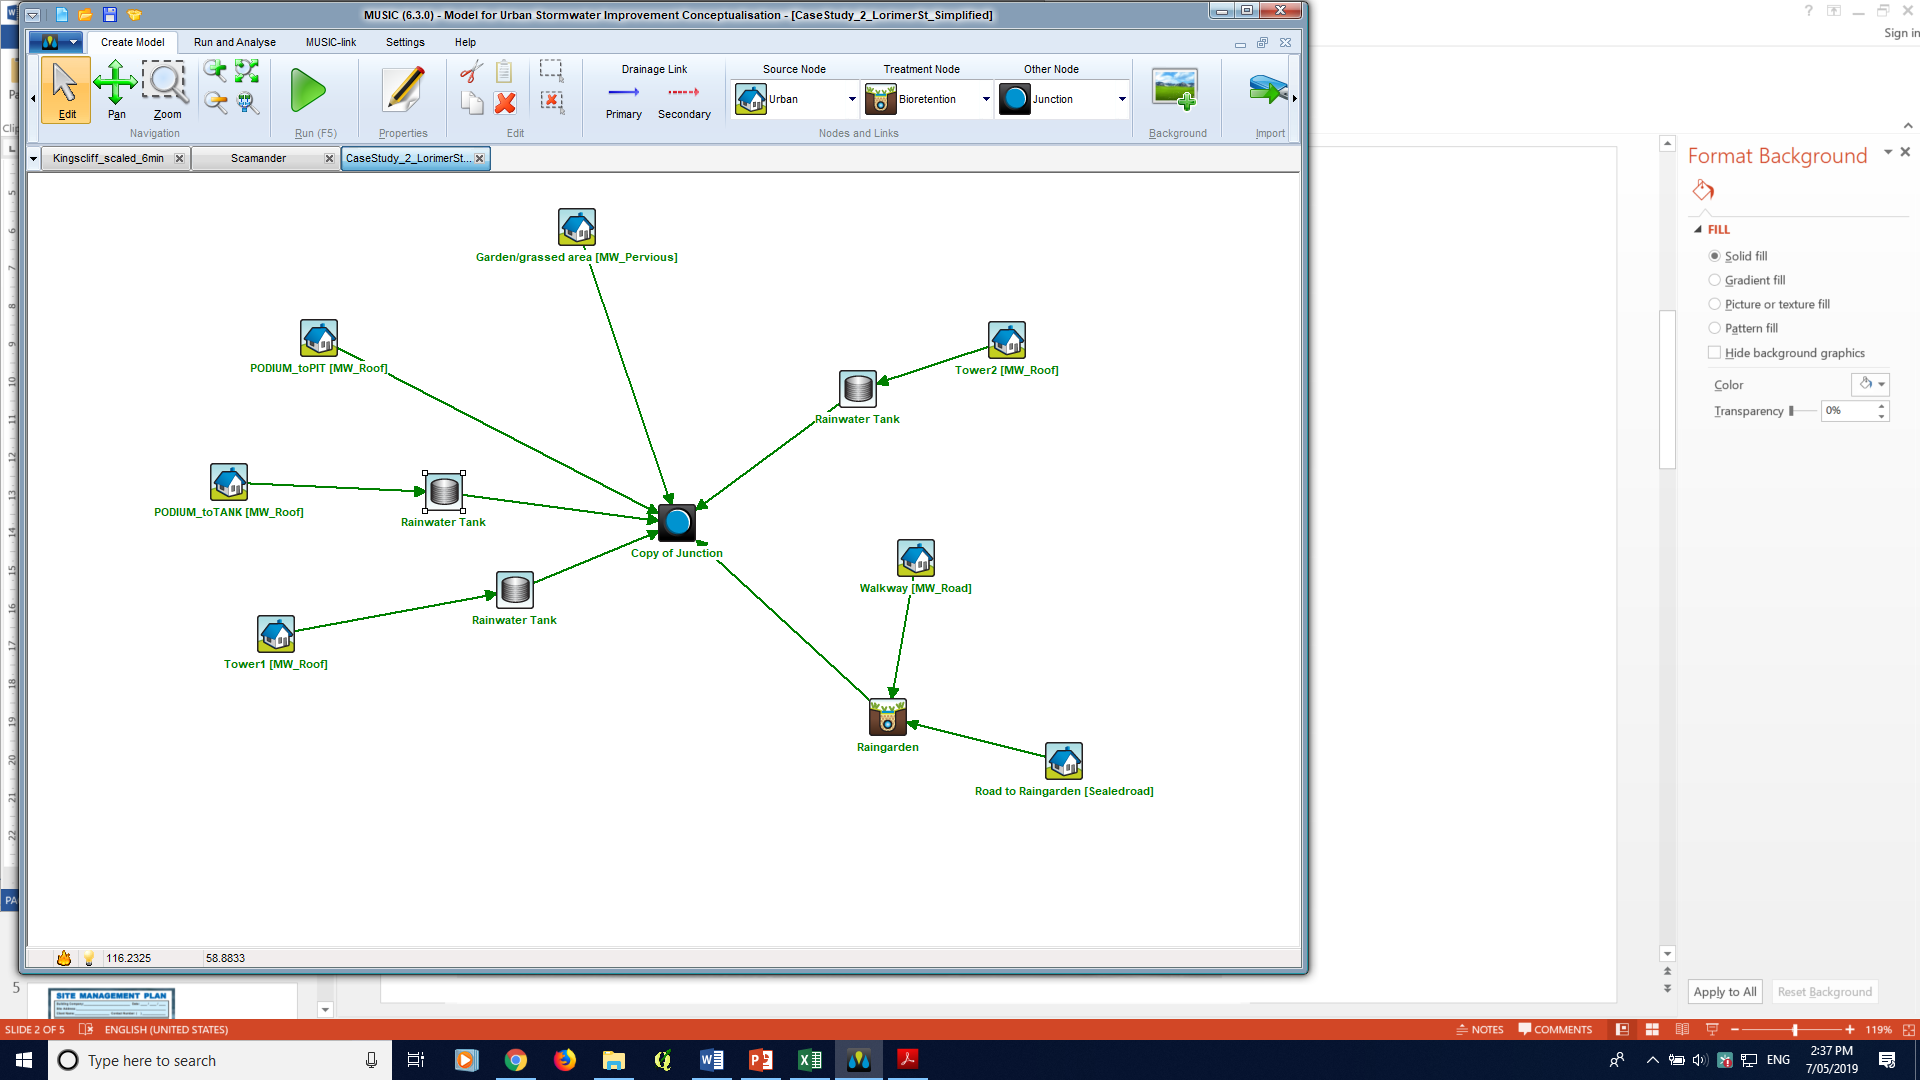 MUSIC (6.3.0) - Model for Urban Stormwater Improvement Conceptualisation - [CaseStudy_2_LorimerSt_Simplified]
Sign in
Create Model
Run and Analyse
MUSIC-link
Settings
Help
Edit
Pan
Zoom
Navigation
Run (F5)
Properties
Edit
Drainage Link
Primary
Secondary
Source Node
Urban
Treatment Node
Bioretention
Other Node
Junction
Nodes and Links
Background
Import
Kingscliff_scaled_6min
Scamander
CaseStudy_2_LorimerSt...
Garden/grassed area [MW_Pervious]
PODIUM_toPIT [MW_Roof]
Tower2 [MW_Roof]
Rainwater Tank
PODIUM_toTANK [MW_Roof]
Rainwater Tank
Copy of Junction
Walkway [MW_Road]
Rainwater Tank
Tower1 [MW_Roof]
Raingarden
Road to Raingarden [Sealedroad]
116.2325
58.8833
Format Background
FILL
Solid fill
Gradient fill
Picture or texture fill
Pattern fill
Hide background graphics
Color
Transparency
0%
Apply to All
Reset Background
5
SITE MANAGEMENT PLAN
SLIDE 2 OF 5
ENGLISH (UNITED STATES)
NOTES
COMMENTS
119%
Type here to search
ENG
2:37 PM
7/05/2019